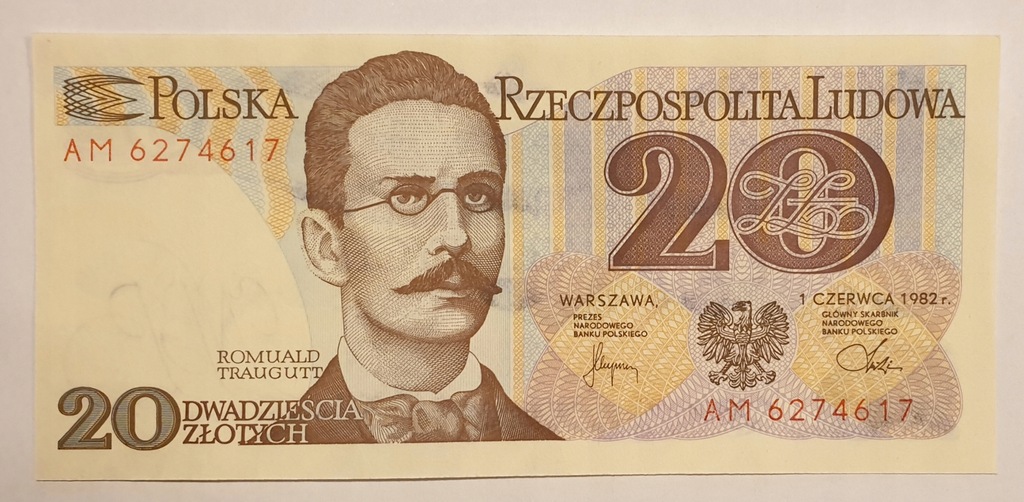 POLSKA RZECZPOSPOLITA LUDOWA
AM 6274617
20 ZŁ
WARSZAWA, 1 CZERWCA 1982 r.
PREZES
NARODOWEGO
BANKU POLSKIEGO
GŁÓWNY SKARBNIK
NARODOWEGO
BANKU POLSKIEGO
ROMUALD
TRAUGUTT
AM 6274617
20 DWADZIEŚCIA
ZŁOTYCH